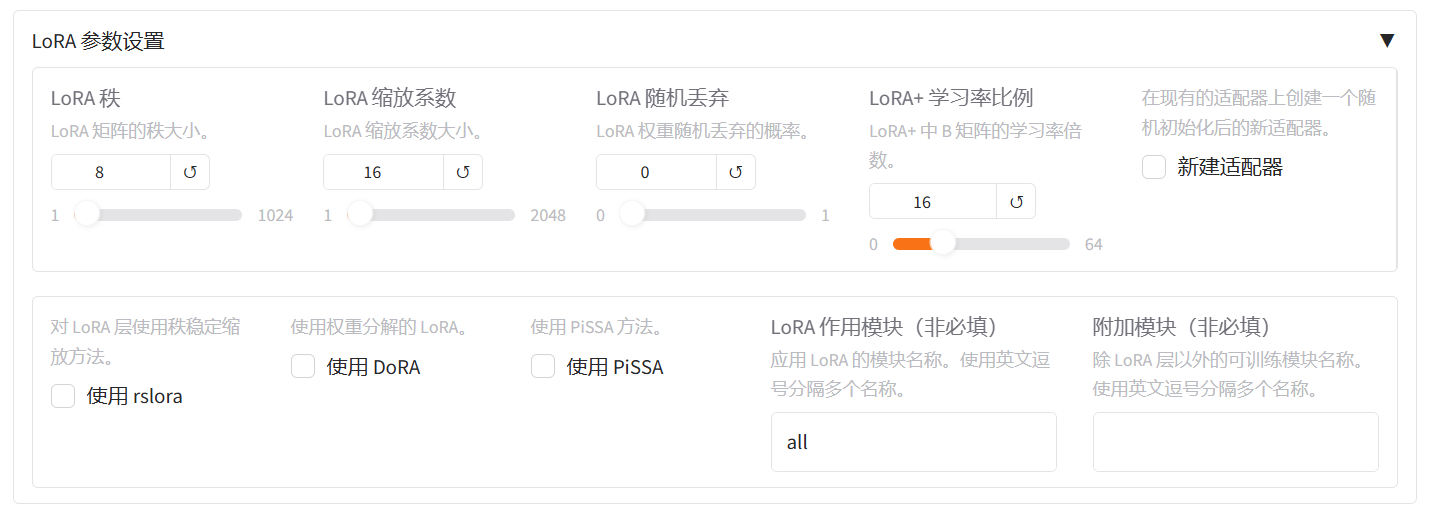 LoRA 参数设置
▼
LoRA 秩
LoRA 矩阵的秩大小。
8
↺
1
1024
LoRA 缩放系数
LoRA 缩放系数大小。
16
↺
1
2048
LoRA 随机丢弃
LoRA 权重随机丢弃的概率。
0
↺
0
1
LoRA+ 学习率比例
LoRA+ 中 B 矩阵的学习率倍
数。
16
↺
0
64
在现有的适配器上创建一个随
机初始化后的新适配器。
新建适配器
对 LoRA 层使用秩稳定缩
放方法。
使用 rslora
使用权重分解的 LoRA。
使用 DoRA
使用 PiSSA 方法。
使用 PiSSA
LoRA 作用模块（非必填）
应用 LoRA 的模块名称。使用英文逗
号分隔多个名称。
all
附加模块（非必填）
除 LoRA 层以外的可训练模块名称。
使用英文逗号分隔多个名称。